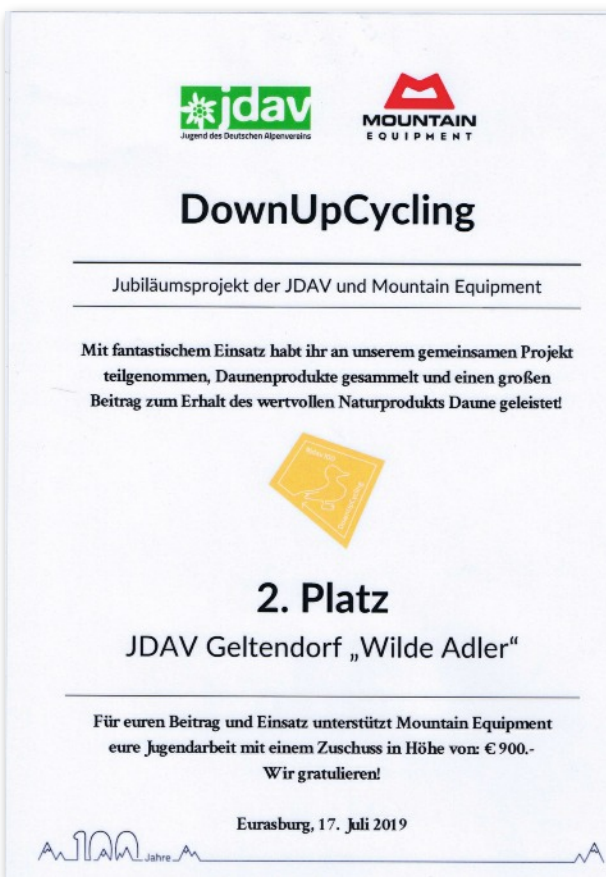 jdav
Jugend des Deutschen Alpenvereins
MOUNTAIN
EQUIPMENT
DownUpCycling
Jubiläumsprojekt der JDAV und Mountain Equipment
Mit fantastischem Einsatz habt ihr an unserem gemeinsamen Projekt
teilgenommen, Daunenprodukte gesammelt und einen großen
Beitrag zum Erhalt des wertvollen Naturprodukts Daune geleistet!
DownUpCycling
2. Platz
JDAV Geltendorf „Wilde Adler“
Für euren Beitrag und Einsatz unterstützt Mountain Equipment
eure Jugendarbeit mit einem Zuschuss in Höhe von: € 900.-
Wir gratulieren!
Eurasburg, 17. Juli 2019
100 Jahre